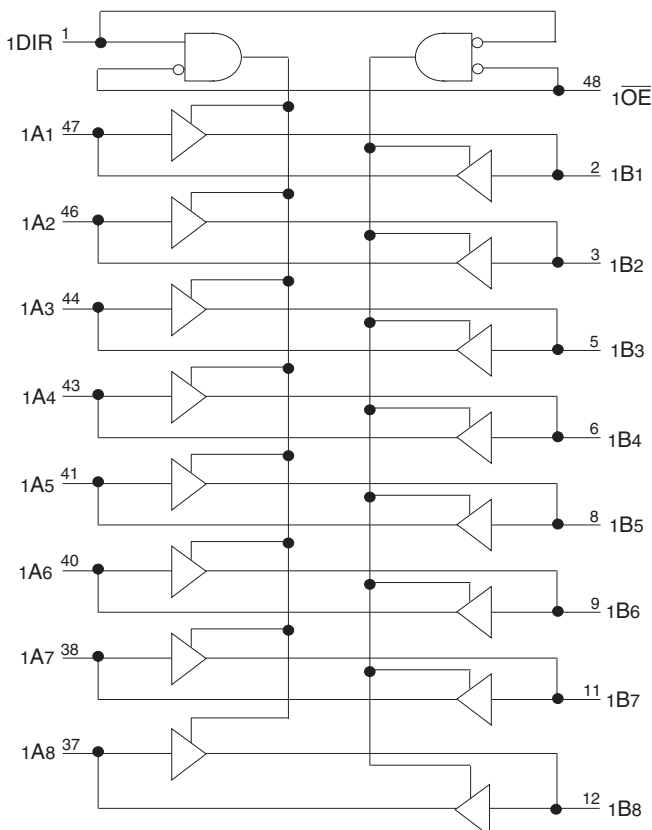 1DIR 1
48 1O̅E̅
1A1 47
2 1B1
1A2 46
3 1B2
1A3 44
5 1B3
1A4 43
6 1B4
1A5 41
8 1B5
1A6 40
9 1B6
1A7 38
11 1B7
1A8 37
12 1B8